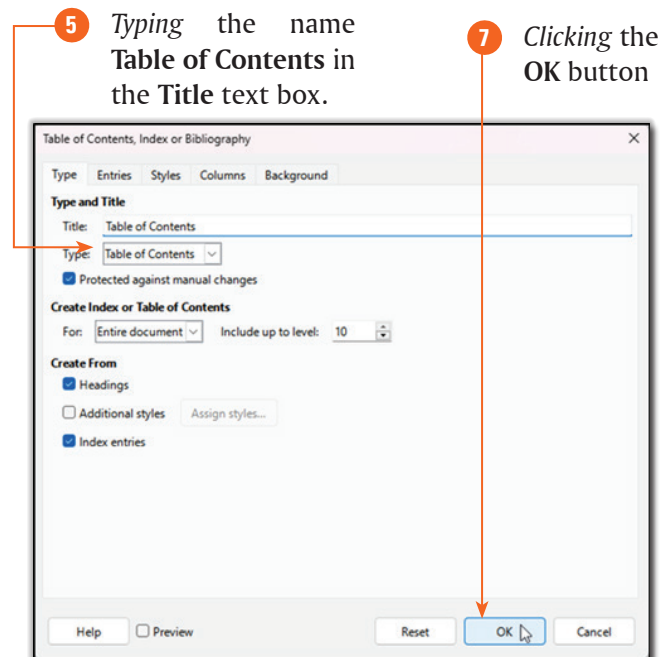 5 Typing the name
Table of Contents in
the Title text box.
7 Clicking the
OK button
Table of Contents, Index or Bibliography
Type Entries Styles Columns Background
Type and Title
Title: Table of Contents
Type: Table of Contents
Protected against manual changes
Create Index or Table of Contents
For: Entire document Include up to level: 10
Create From
Headings
Additional styles Assign styles...
Index entries
Help Preview Reset OK Cancel